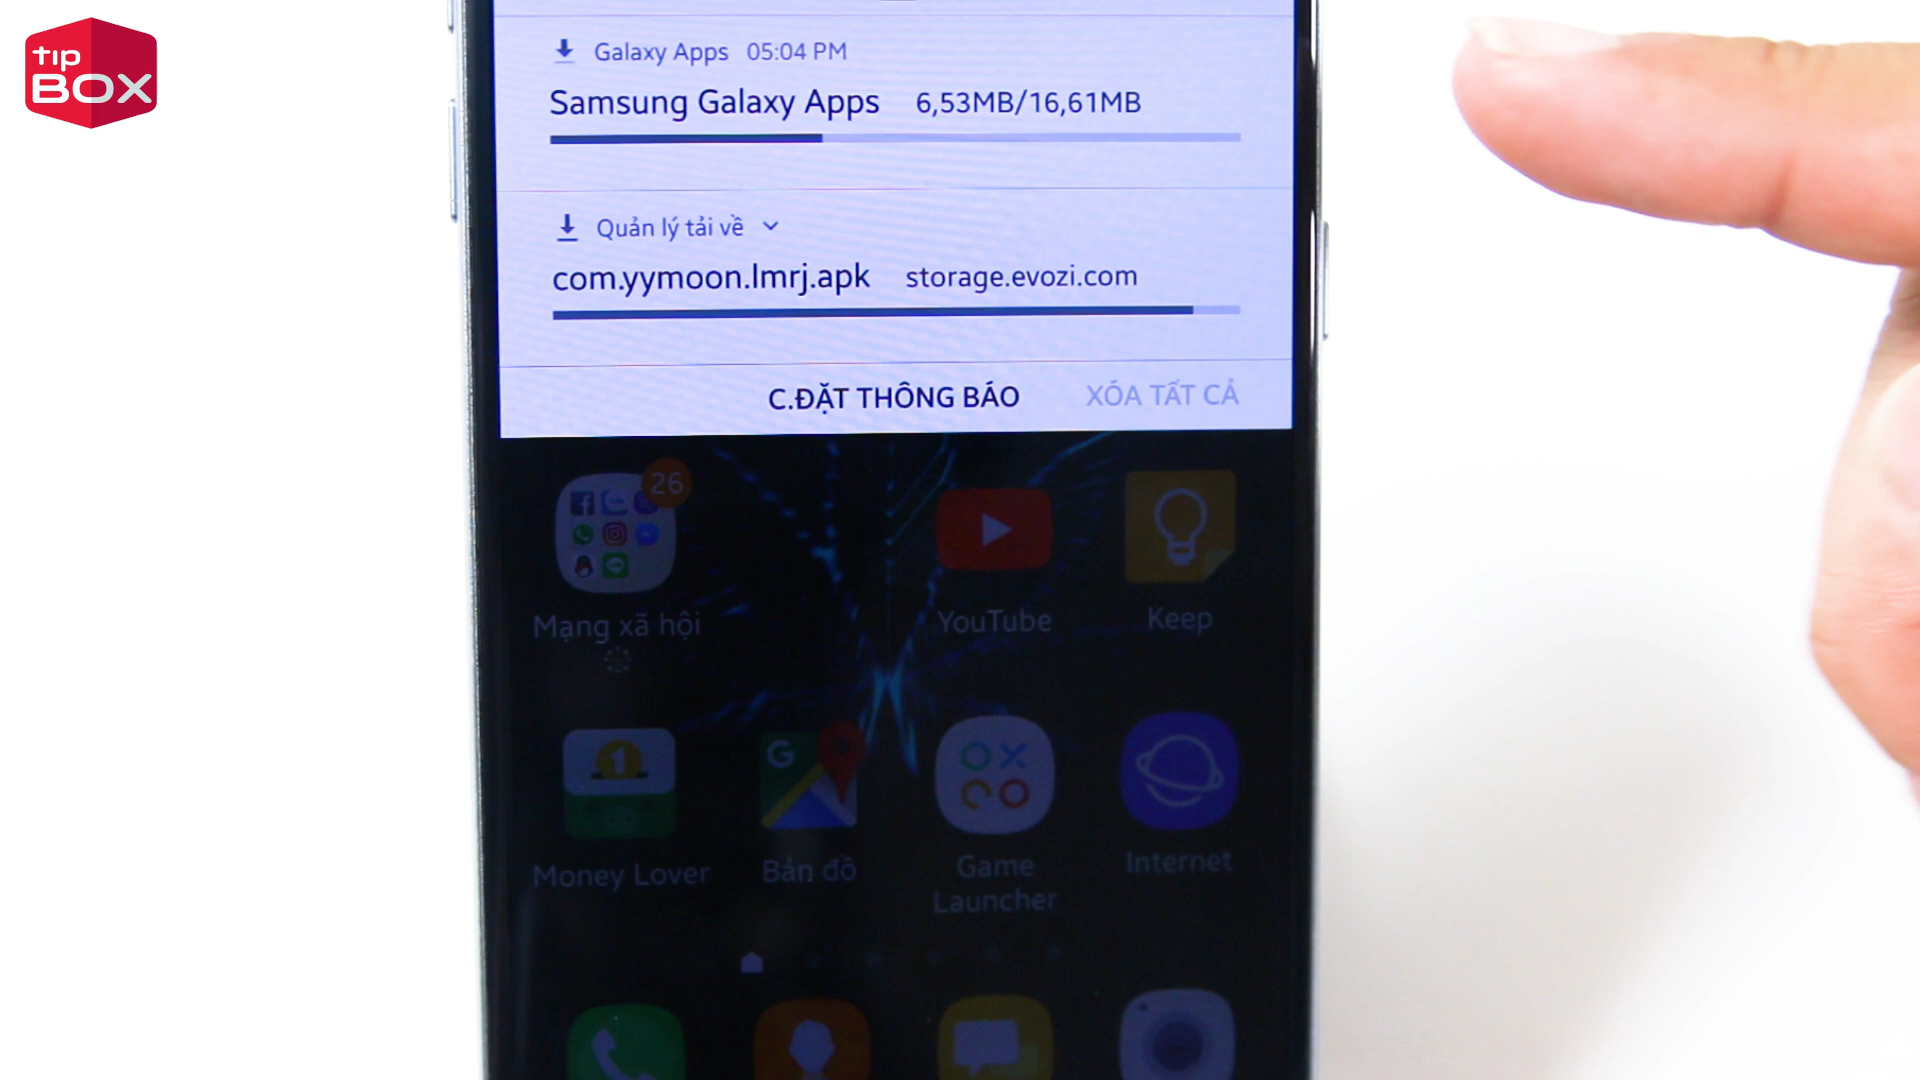 tip
BOX
Galaxy Apps 05:04 PM
Samsung Galaxy Apps 6,53MB/16,61MB
Quản lý tải về
com.yymoon.lmrj.apk storage.evozi.com
C.ĐẶT THÔNG BÁO XÓA TẤT CẢ
26
Mạng xã hội YouTube Keep
1
G
Money Lover Bản đồ Game Launcher Internet